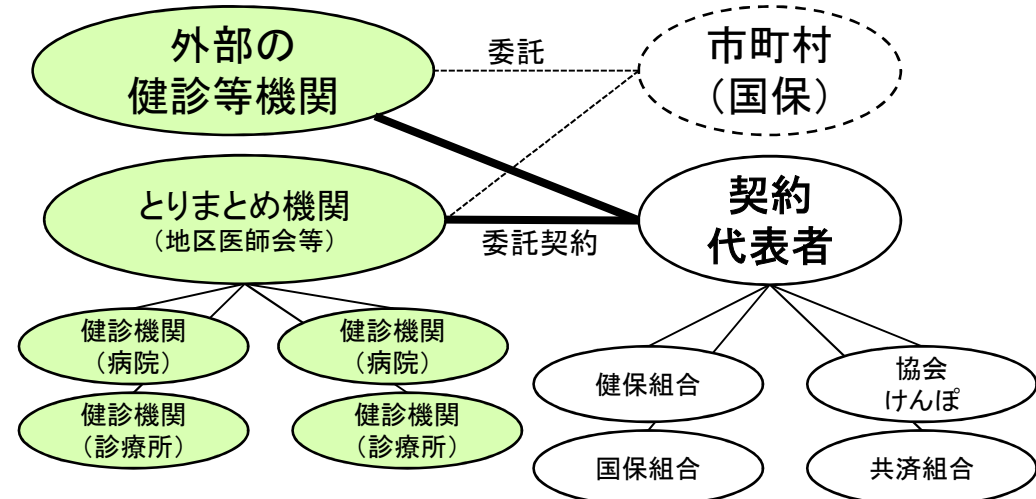 外部の
健診等機関
委託
市町村
（国保）
とりまとめ機関
（地区医師会等）
委託契約
契約
代表者
健診機関
（病院）
健診機関
（病院）
健診機関
（診療所）
健診機関
（診療所）
健保組合
協会
けんぽ
国保組合
共済組合